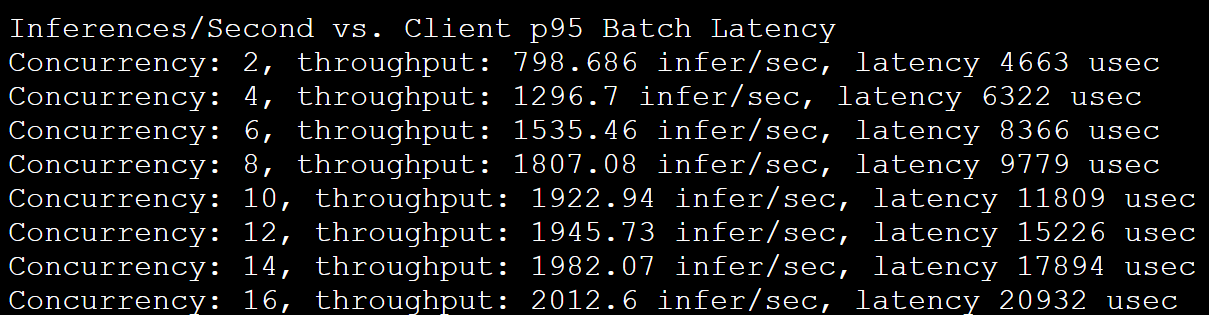 Inferences/Second vs. Client p95 Batch Latency
Concurrency: 2, throughput: 798.686 infer/sec, latency 4663 usec
Concurrency: 4, throughput: 1296.7 infer/sec, latency 6322 usec
Concurrency: 6, throughput: 1535.46 infer/sec, latency 8366 usec
Concurrency: 8, throughput: 1807.08 infer/sec, latency 9779 usec
Concurrency: 10, throughput: 1922.94 infer/sec, latency 11809 usec
Concurrency: 12, throughput: 1945.73 infer/sec, latency 15226 usec
Concurrency: 14, throughput: 1982.07 infer/sec, latency 17894 usec
Concurrency: 16, throughput: 2012.6 infer/sec, latency 20932 usec